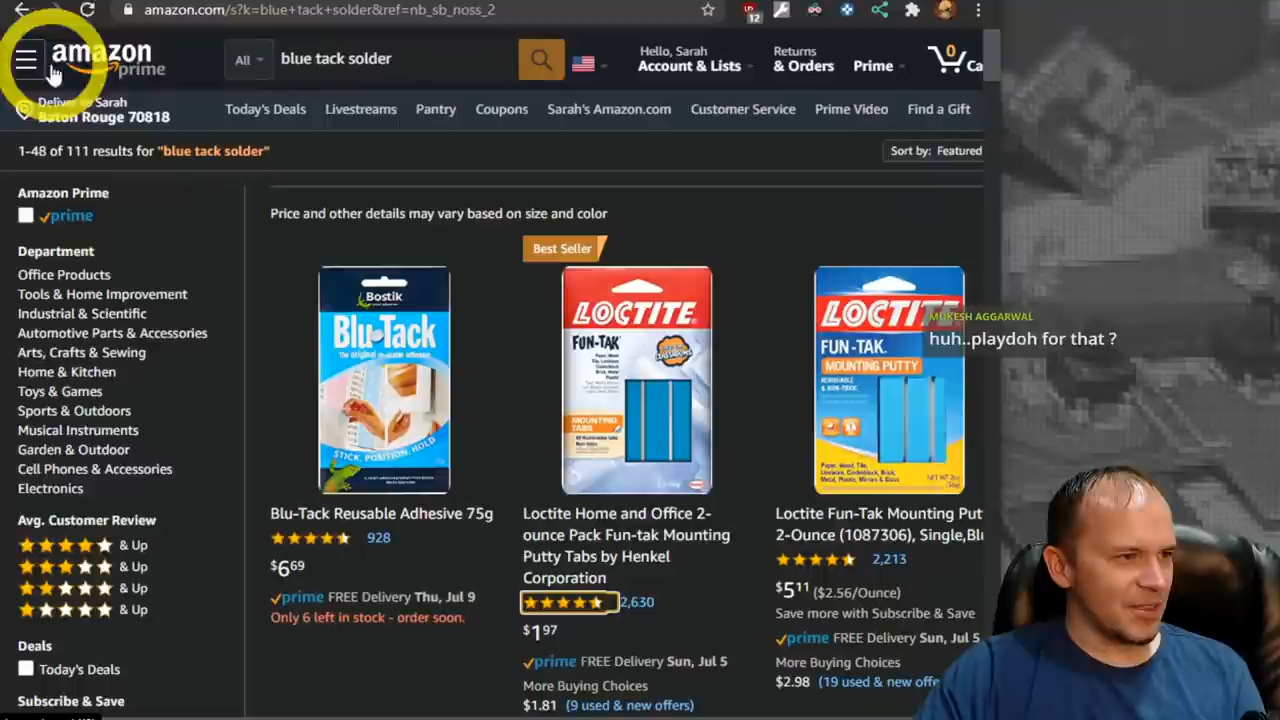 amazon.com/s?k=blue+tack+solder&ref=nb_sb_noss_2
12
amazon
prime
All
blue tack solder
Hello, Sarah
Account & Lists
Returns
& Orders
Prime
0
Ca
Deliver to Sarah
Baton Rouge 70818
Today's Deals
Livestreams
Pantry
Coupons
Sarah's Amazon.com
Customer Service
Prime Video
Find a Gift
1-48 of 111 results for "blue tack solder"
Sort by: Featured
Amazon Prime
prime
Department
Office Products
Tools & Home Improvement
Industrial & Scientific
Automotive Parts & Accessories
Arts, Crafts & Sewing
Home & Kitchen
Toys & Games
Sports & Outdoors
Musical Instruments
Garden & Outdoor
Cell Phones & Accessories
Electronics
Avg. Customer Review
& Up
& Up
& Up
& Up
Deals
Today's Deals
Subscribe & Save
Price and other details may vary based on size and color
Bostik
Blu·Tack
The original re-usable adhesive
STICK, POSITION, HOLD
Blu-Tack Reusable Adhesive 75g
928
$6 69
prime FREE Delivery Thu, Jul 9
Only 6 left in stock - order soon.
Best Seller
LOCTITE
FUN-TAK
MOUNTING
TABS
Loctite Home and Office 2-
ounce Pack Fun-tak Mounting
Putty Tabs by Henkel
Corporation
2,630
$1 97
prime FREE Delivery Sun, Jul 5
More Buying Choices
$1.81 (9 used & new offers)
LOCTITE
FUN-TAK
MOUNTING PUTTY
Loctite Fun-Tak Mounting Put
2-Ounce (1087306), Single,Blu
2,213
$5 11 ($2.56/Ounce)
Save more with Subscribe & Save
prime FREE Delivery Sun, Jul 5
More Buying Choices
$2.98 (19 used & new offe
MUKESH AGGARWAL
huh..playdoh for that ?